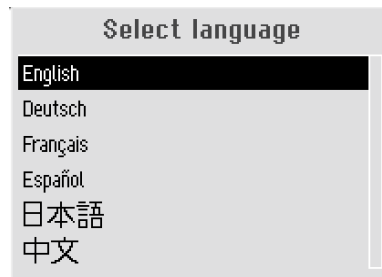 Select language
English
Deutsch
Français
Español
日本語
中文